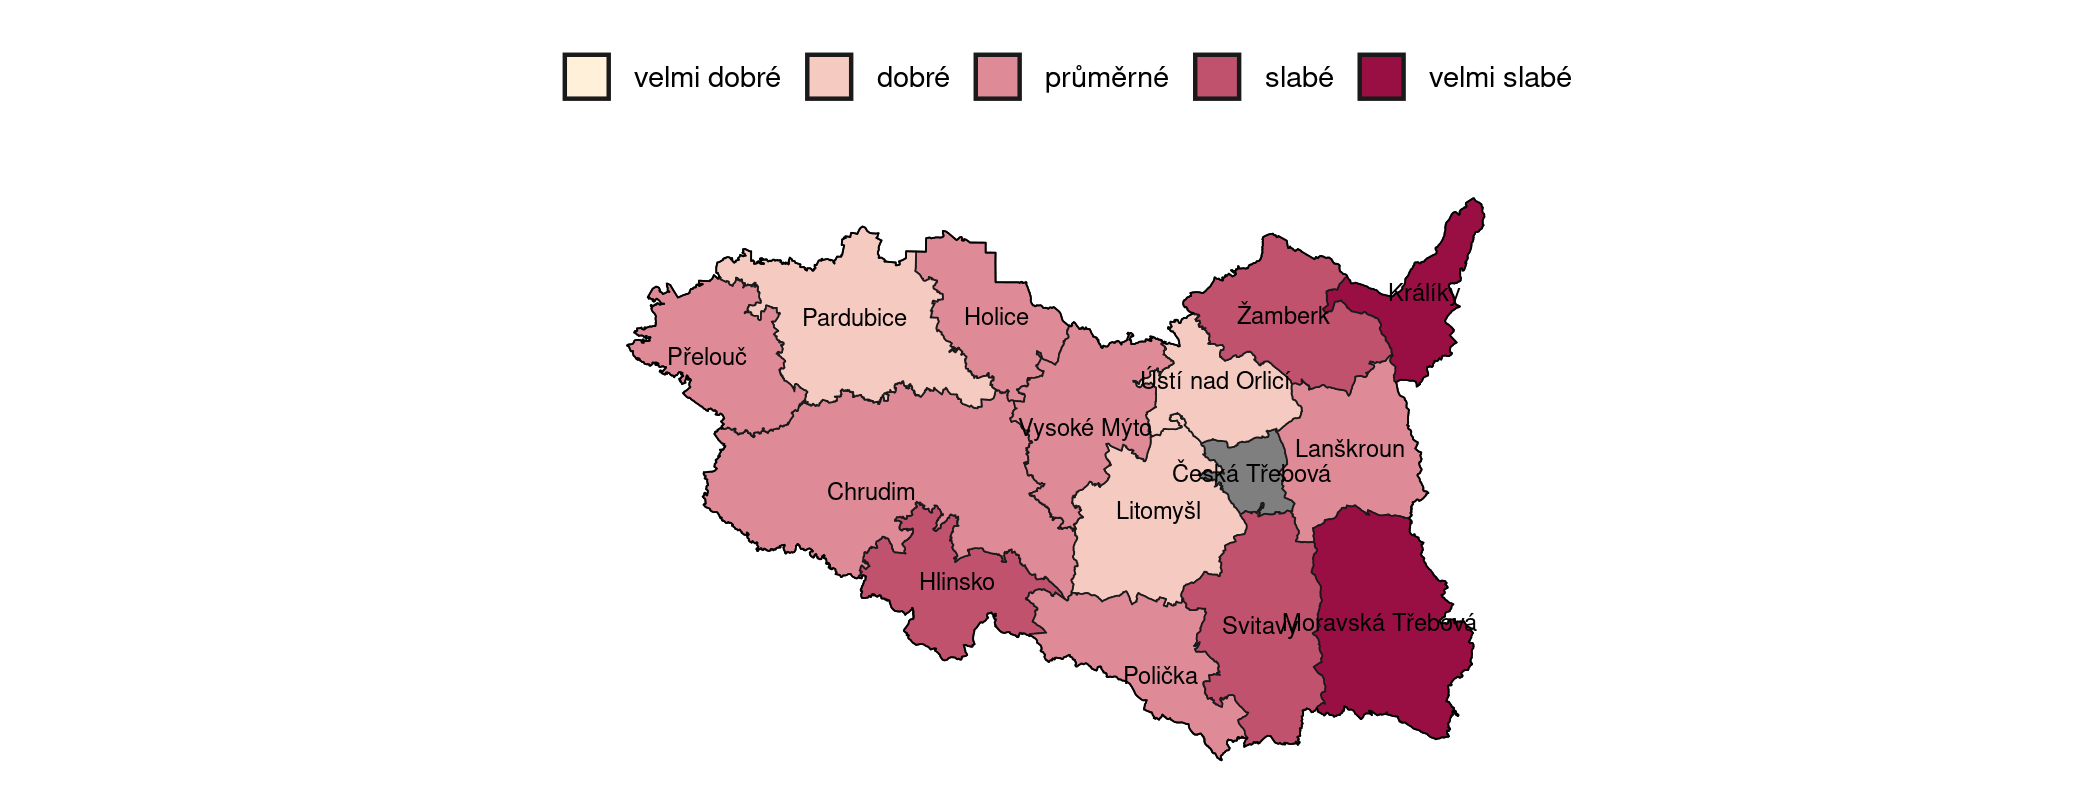 velmi dobré dobré průměrné slabé velmi slabé
Králíky
Žamberk
Pardubice
Holice
Přelouč
Ústí nad Orlicí
Vysoké Mýto
Lanškroun
Česká Třebová
Chrudim
Litomyšl
Hlinsko
Moravská Třebová
Svitavy
Polička